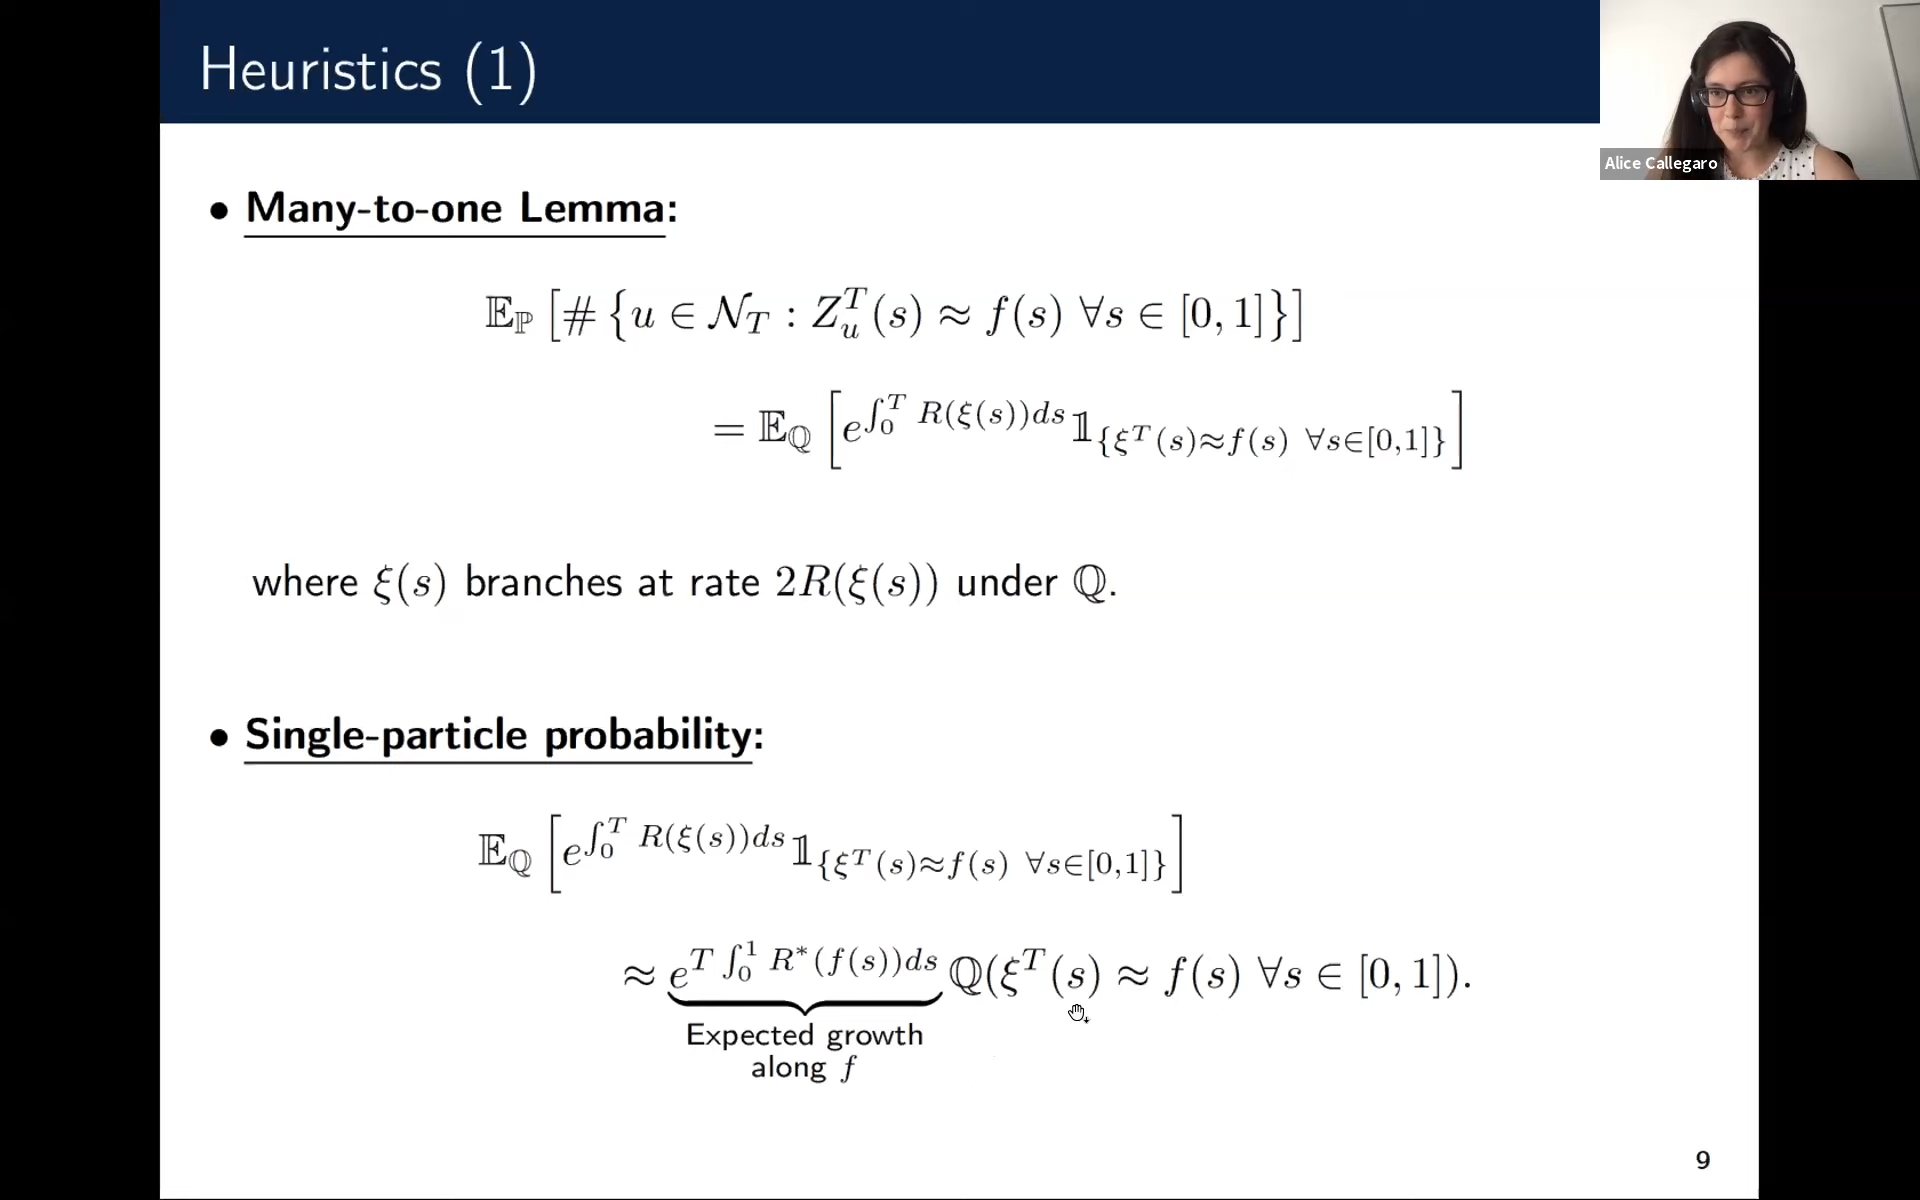 Heuristics (1)
Alice Callegaro
• Many-to-one Lemma:
𝔼_ℙ [# {u ∈ 𝒩_T : Z_u^T(s) ≈ f(s) ∀s ∈ [0, 1]}]
= 𝔼_ℚ [e^{∫_0^T R(ξ(s))ds} 𝟙_{{ξ^T(s)≈f(s) ∀s∈[0,1]}}]
where ξ(s) branches at rate 2R(ξ(s)) under ℚ.
• Single-particle probability:
𝔼_ℚ [e^{∫_0^T R(ξ(s))ds} 𝟙_{{ξ^T(s)≈f(s) ∀s∈[0,1]}}]
≈ e^{T ∫_0^1 R*(f(s))ds} ℚ(ξ^T(s) ≈ f(s) ∀s ∈ [0, 1]).
Expected growth
along f
9